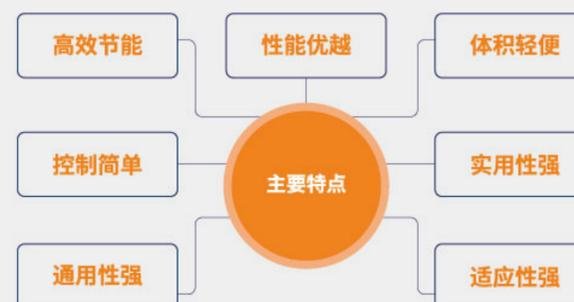 高效节能
性能优越
体积轻便
控制简单
主要特点
实用性强
通用性强
适应性强